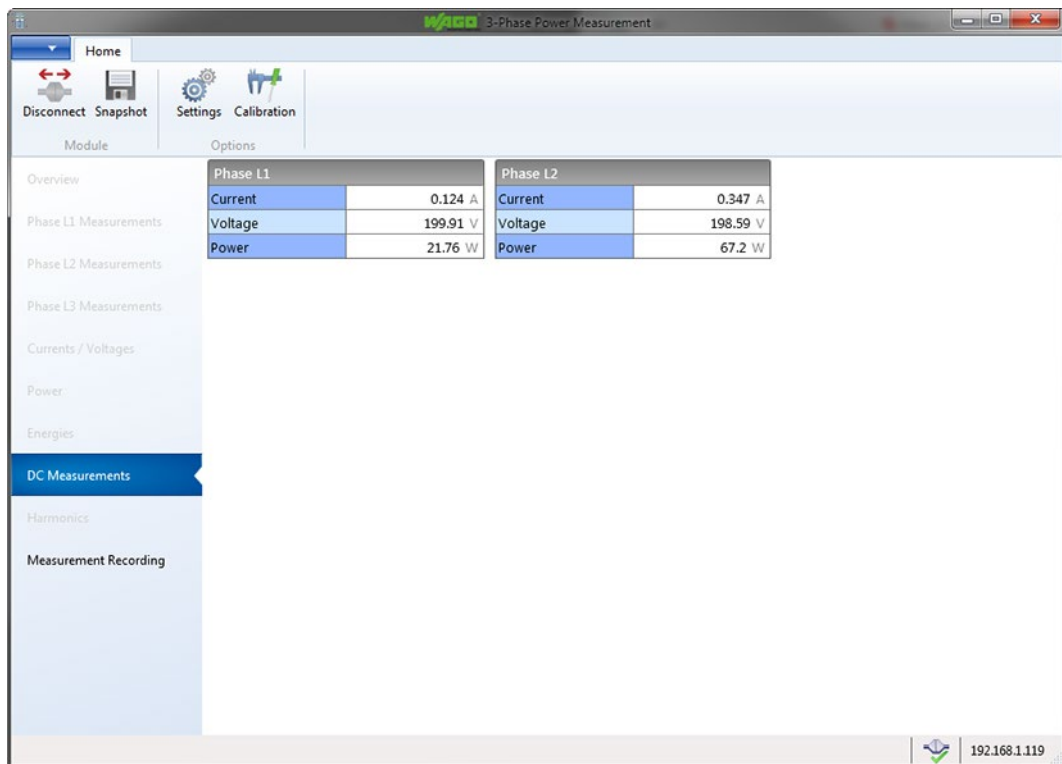 WAGO 3-Phase Power Measurement
Home
Disconnect Snapshot Settings Calibration
Module Options
Overview
Phase L1 Measurements
Phase L2 Measurements
Phase L3 Measurements
Currents / Voltages
Power
Energies
DC Measurements
Harmonics
Measurement Recording
Phase L1
Current 0.124 A
Voltage 199.91 V
Power 21.76 W
Phase L2
Current 0.347 A
Voltage 198.59 V
Power 67.2 W
192.168.1.119